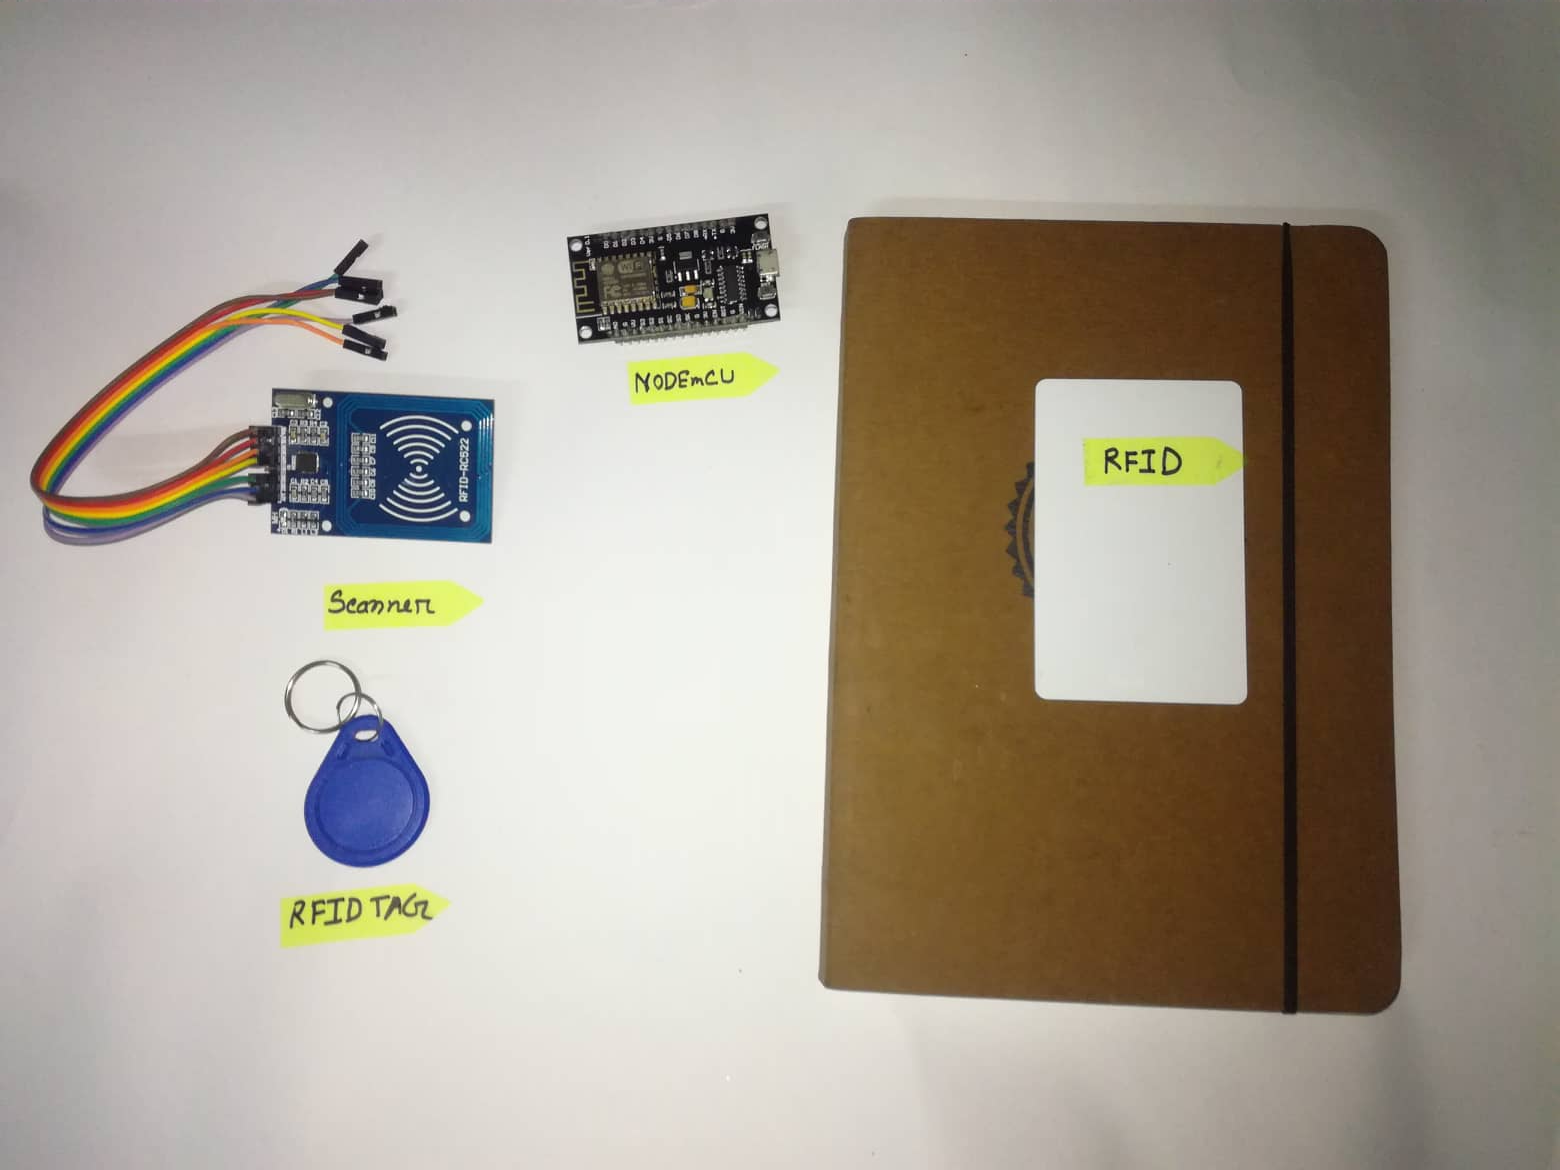 NODEmCU
RFID
RFID-RC522
Scanner
RFID TAG